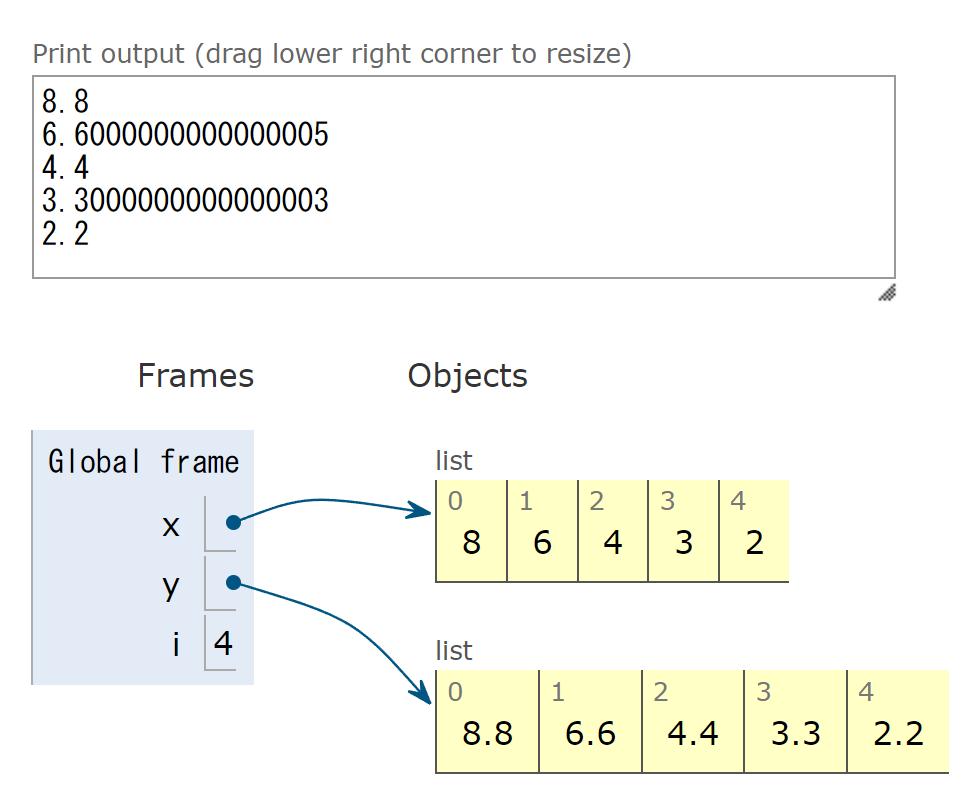 Print output (drag lower right corner to resize)
8.8
6.6000000000000005
4.4
3.3000000000000003
2.2
Frames Objects
Global frame
x
y
i 4
list
0 1 2 3 4
8 6 4 3 2
list
0 1 2 3 4
8.8 6.6 4.4 3.3 2.2